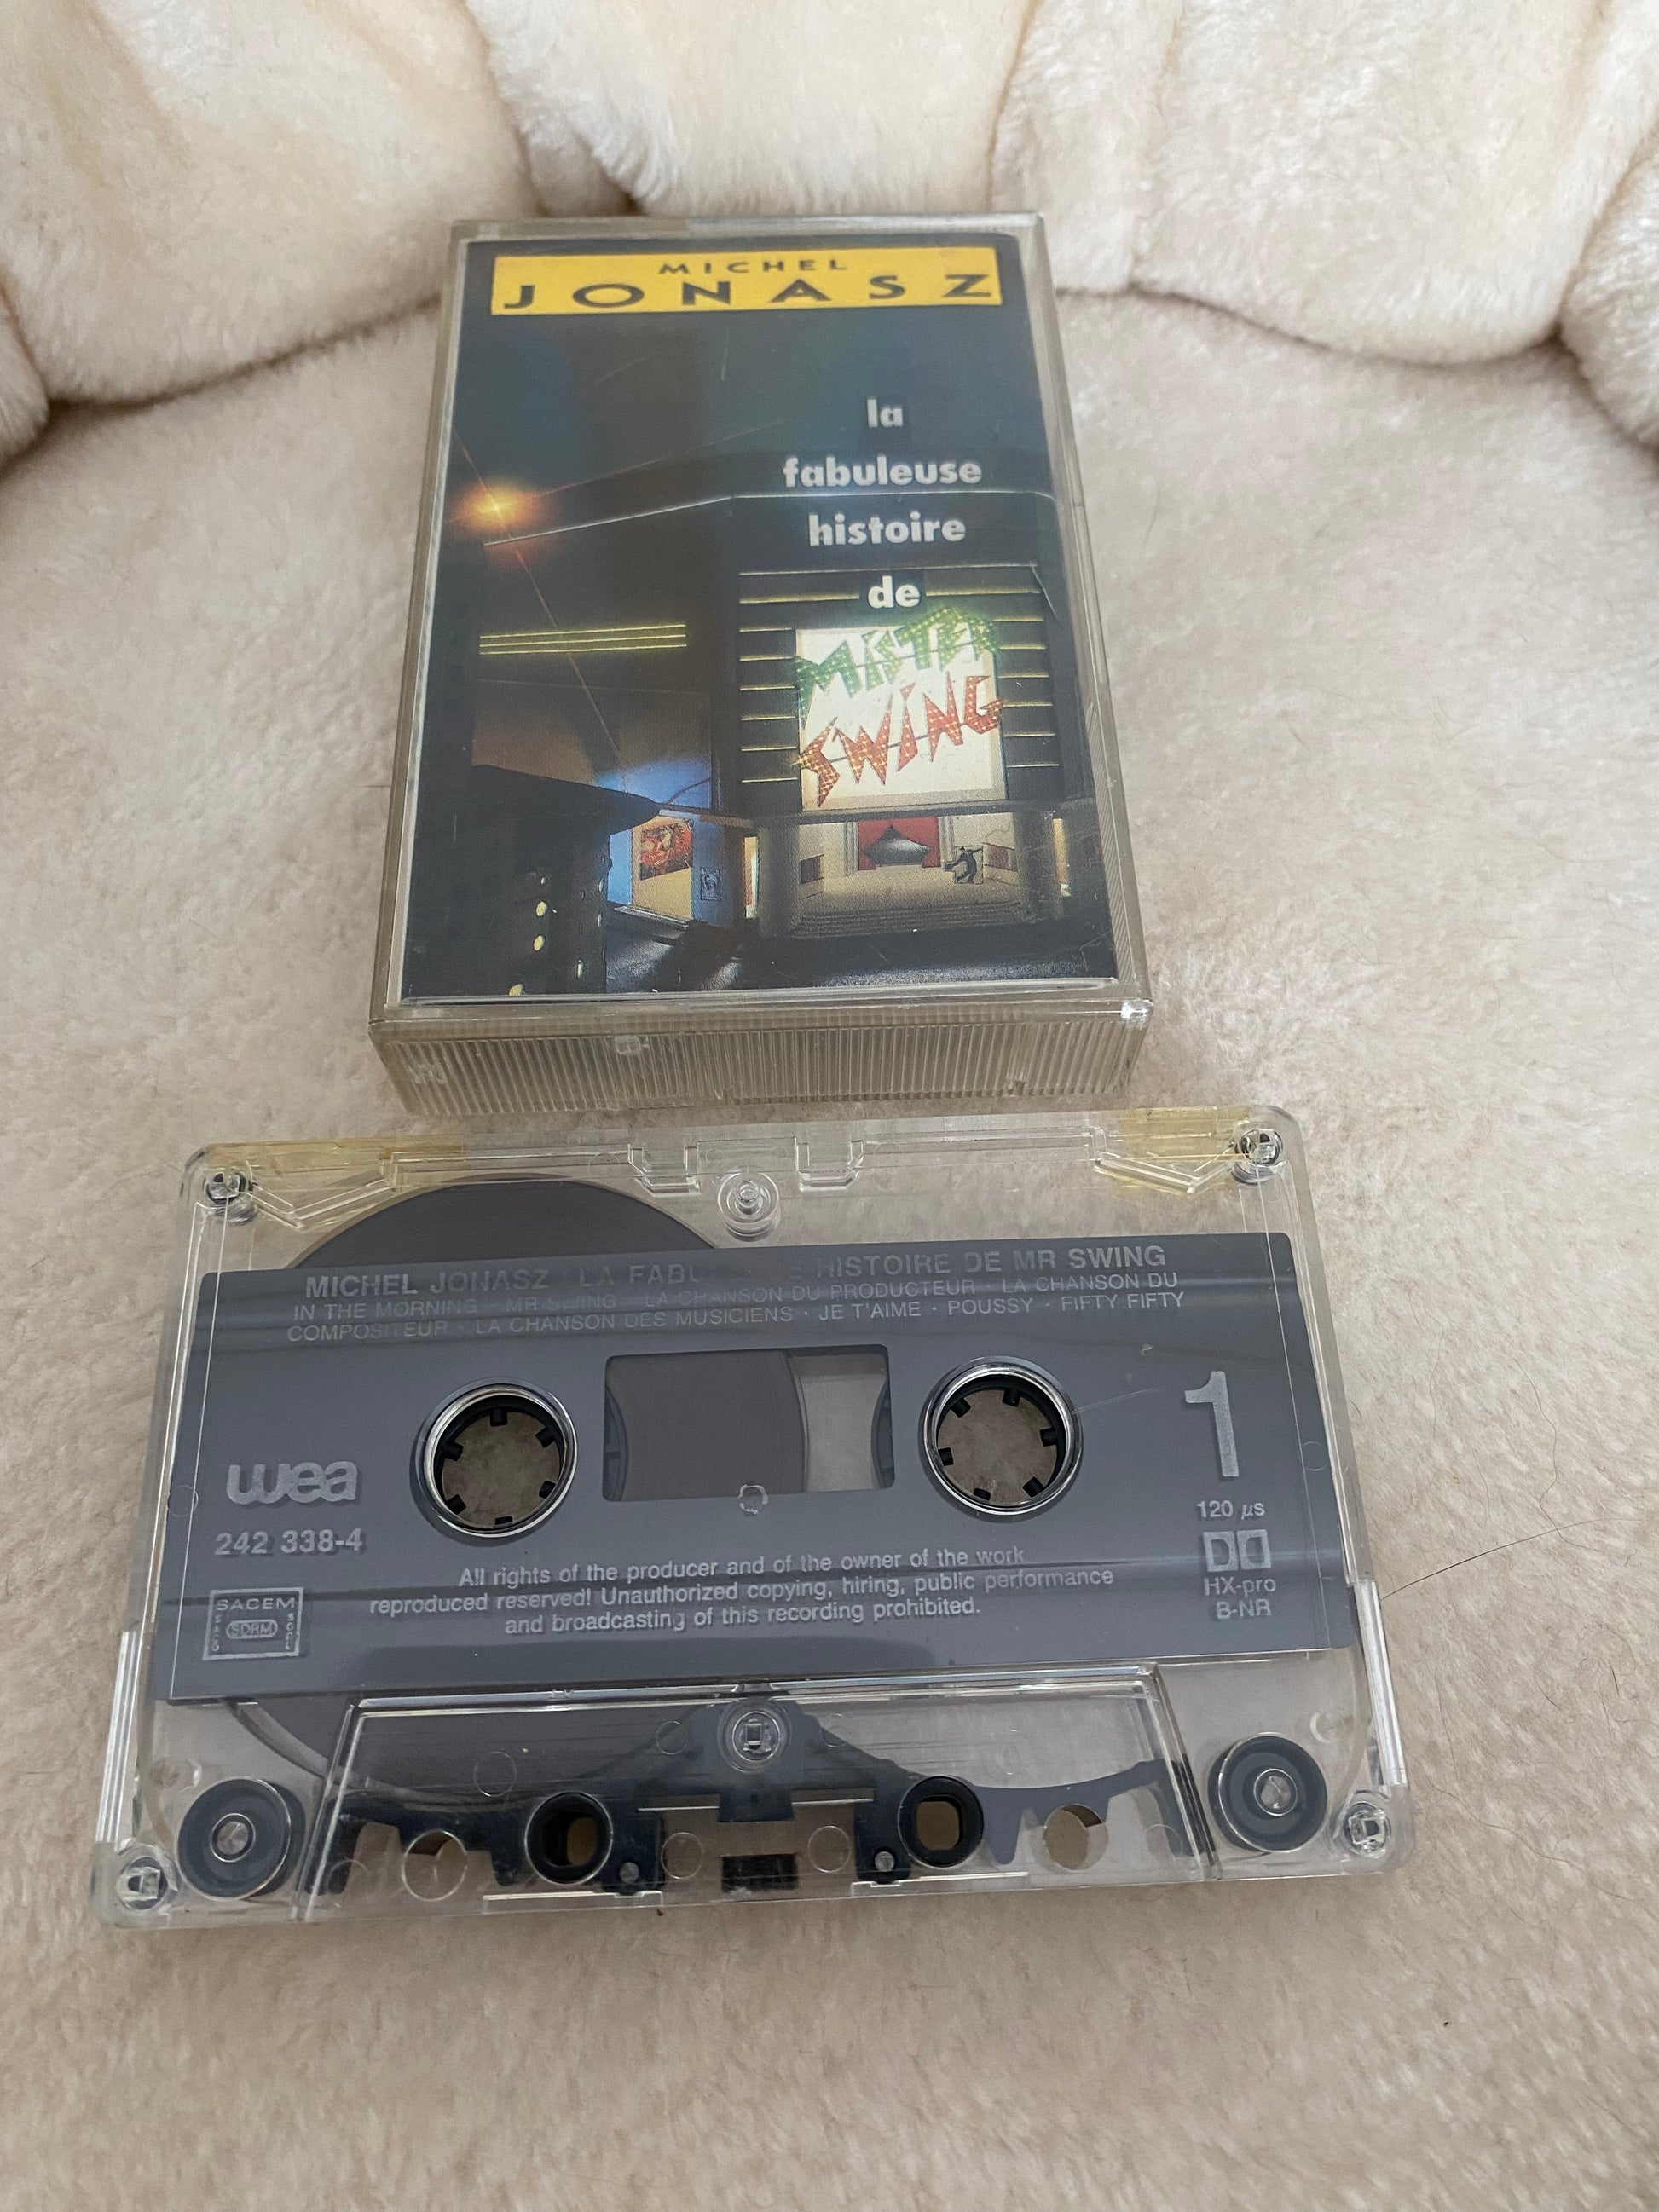 MICHEL
JONASZ
la
fabuleuse
histoire
de
MiSTER
SWiNG
MICHEL JONASZ LA FABU E HISTOIRE DE MR SWING
IN THE MORNING · MR SWING · LA CHANSON DU PRODUCTEUR · LA CHANSON DU
COMPOSITEUR · LA CHANSON DES MUSICIENS · JE T'AIME · POUSSY · FIFTY FIFTY
1
wea
242 338-4
120 µs
HX-pro
B-NR
All rights of the producer and of the owner of the work
reproduced reserved! Unauthorized copying, hiring, public performance
and broadcasting of this recording prohibited.
SACEM
SACD
SDRM
SGDL